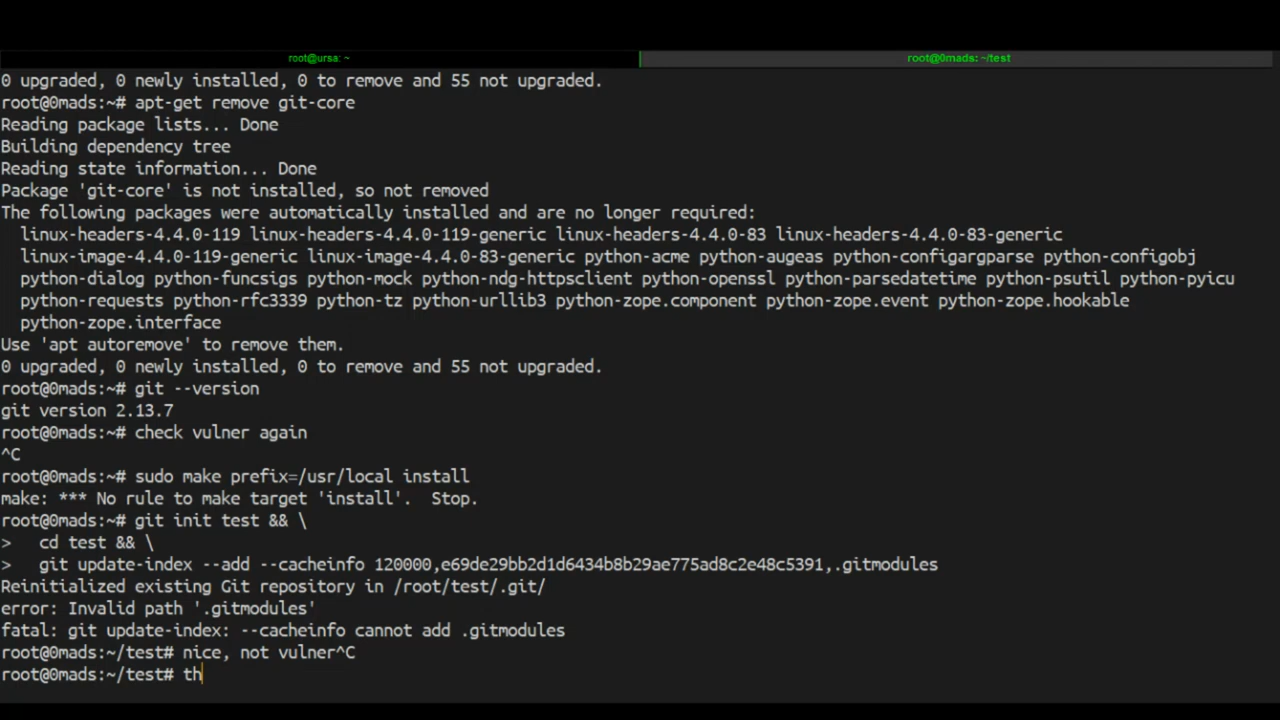 root@ursa: ~
root@0mads: ~/test
0 upgraded, 0 newly installed, 0 to remove and 55 not upgraded.
root@0mads:~# apt-get remove git-core
Reading package lists... Done
Building dependency tree
Reading state information... Done
Package 'git-core' is not installed, so not removed
The following packages were automatically installed and are no longer required:
  linux-headers-4.4.0-119 linux-headers-4.4.0-119-generic linux-headers-4.4.0-83 linux-headers-4.4.0-83-generic
  linux-image-4.4.0-119-generic linux-image-4.4.0-83-generic python-acme python-augeas python-configargparse python-configobj
  python-dialog python-funcsigs python-mock python-ndg-httpsclient python-openssl python-parsedatetime python-psutil python-pyicu
  python-requests python-rfc3339 python-tz python-urllib3 python-zope.component python-zope.event python-zope.hookable
  python-zope.interface
Use 'apt autoremove' to remove them.
0 upgraded, 0 newly installed, 0 to remove and 55 not upgraded.
root@0mads:~# git --version
git version 2.13.7
root@0mads:~# check vulner again
^C
root@0mads:~# sudo make prefix=/usr/local install
make: *** No rule to make target 'install'.  Stop.
root@0mads:~# git init test && \
>   cd test && \
>   git update-index --add --cacheinfo 120000,e69de29bb2d1d6434b8b29ae775ad8c2e48c5391,.gitmodules
Reinitialized existing Git repository in /root/test/.git/
error: Invalid path '.gitmodules'
fatal: git update-index: --cacheinfo cannot add .gitmodules
root@0mads:~/test# nice, not vulner^C
root@0mads:~/test# th